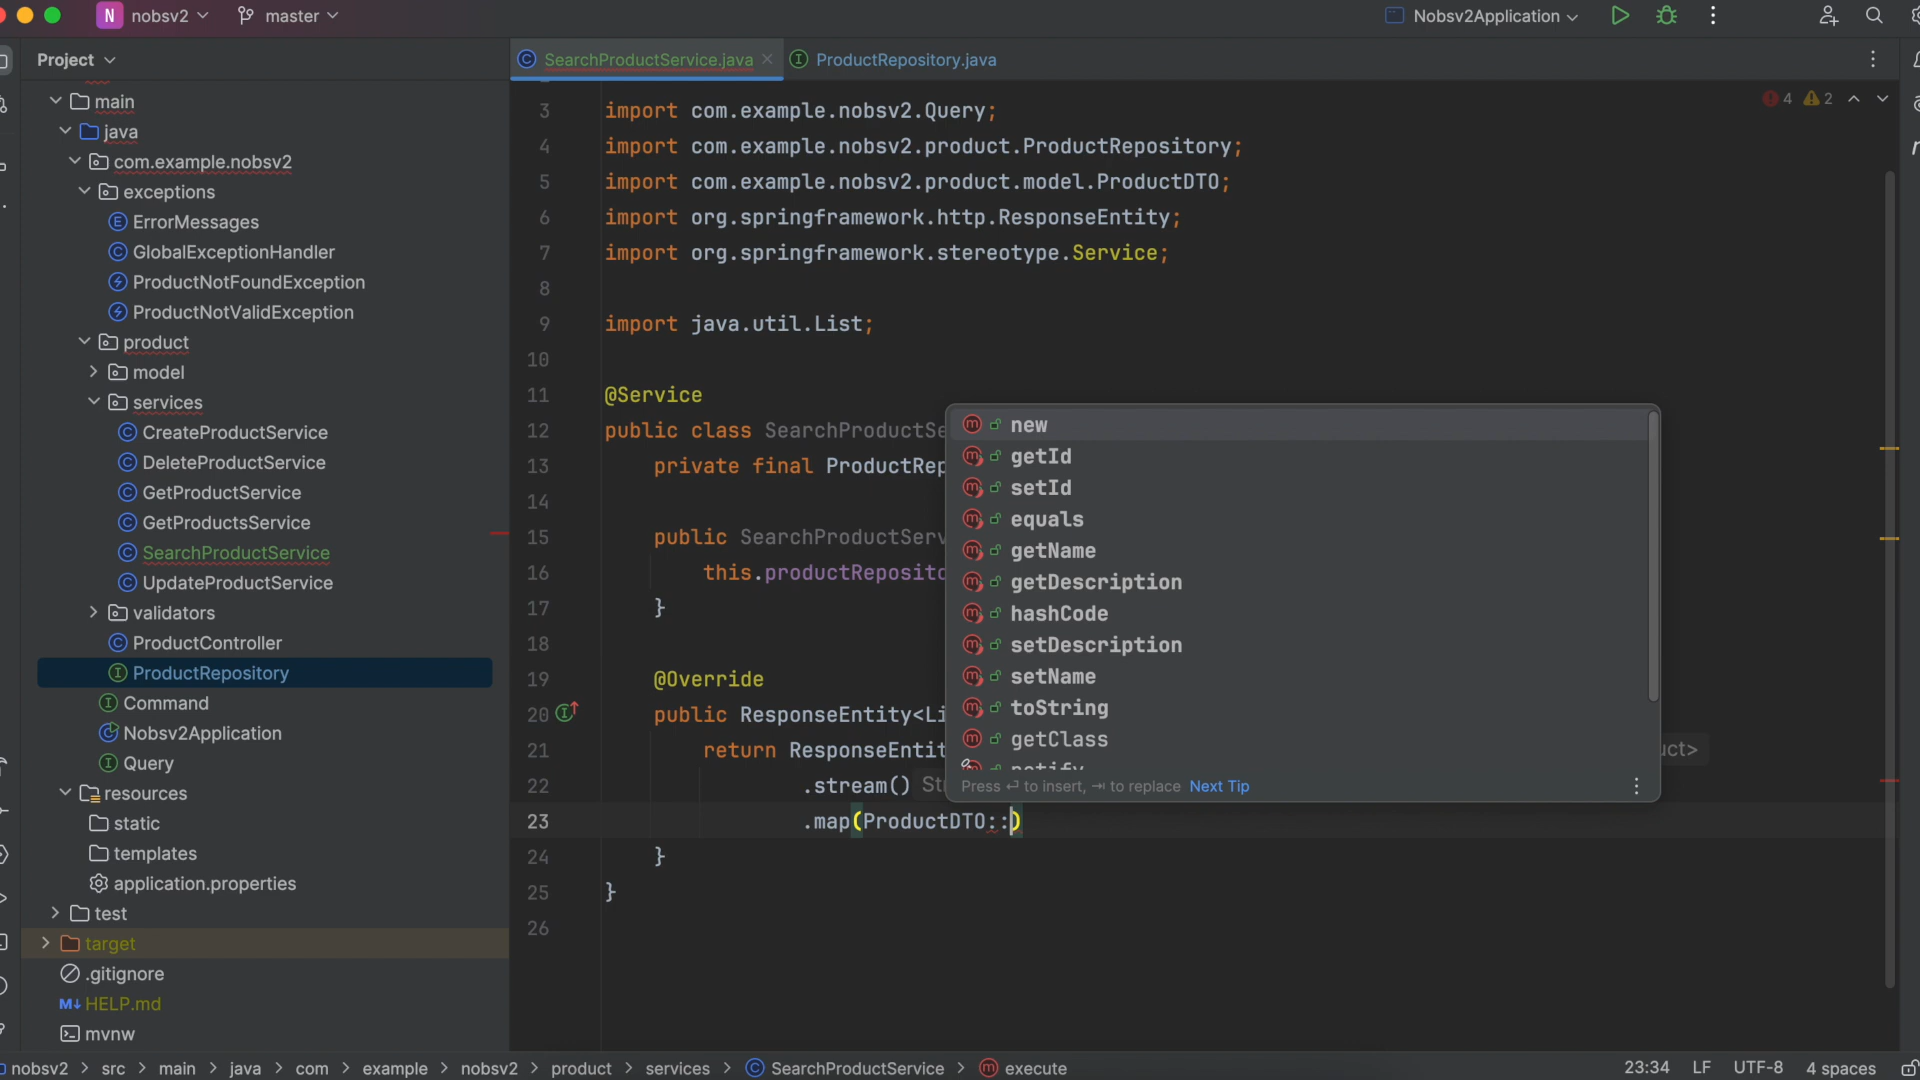 N nobsv2 master Nobsv2Application
Project
SearchProductService.java ProductRepository.java
main
java
com.example.nobsv2
exceptions
ErrorMessages
GlobalExceptionHandler
ProductNotFoundException
ProductNotValidException
product
model
services
CreateProductService
DeleteProductService
GetProductService
GetProductsService
SearchProductService
UpdateProductService
validators
ProductController
ProductRepository
Command
Nobsv2Application
Query
resources
static
templates
application.properties
test
target
.gitignore
M↓ HELP.md
mvnw
4 2
3 import com.example.nobsv2.Query;
4 import com.example.nobsv2.product.ProductRepository;
5 import com.example.nobsv2.product.model.ProductDTO;
6 import org.springframework.http.ResponseEntity;
7 import org.springframework.stereotype.Service;
8
9 import java.util.List;
10
11 @Service
12 public class SearchProductSe
13 private final ProductRep
14
15 public SearchProductServ
16 this.productReposito
17 }
18
19 @Override
20 public ResponseEntity<Li
21 return ResponseEntit uct>
22 .stream() Str
23 .map(ProductDTO::)
24 }
25 }
26
new
getId
setId
equals
getName
getDescription
hashCode
setDescription
setName
toString
getClass
notify
Press ↵ to insert, ⇥ to replace Next Tip
nobsv2 > src > main > java > com > example > nobsv2 > product > services > SearchProductService > execute 23:34 LF UTF-8 4 spaces